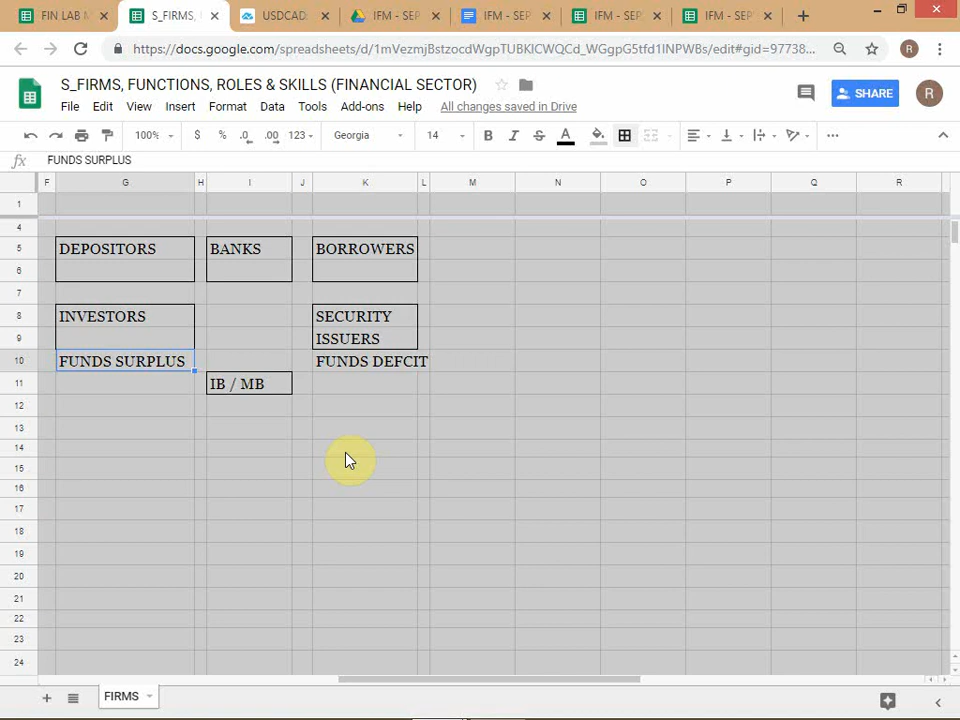 FIN LAB M
S_FIRMS,
USDCAD
IFM - SEP
IFM - SEP
IFM - SEP
IFM - SEP
https://docs.google.com/spreadsheets/d/1mVezmjBstzocdWgpTUBKICWQCd_WGgpG5tfd1INPWBs/edit#gid=97738...
R
S_FIRMS, FUNCTIONS, ROLES & SKILLS (FINANCIAL SECTOR)
SHARE
R
File Edit View Insert Format Data Tools Add-ons Help All changes saved in Drive
100% $ % .0 .00 123 Georgia 14 B I S A
fx FUNDS SURPLUS
F G H I J K L M N O P Q R
1
4
5 DEPOSITORS BANKS BORROWERS
6
7
8 INVESTORS SECURITY
9 ISSUERS
10 FUNDS SURPLUS FUNDS DEFCIT
11 IB / MB
12
13
14
15
16
17
18
19
20
21
22
23
24
FIRMS